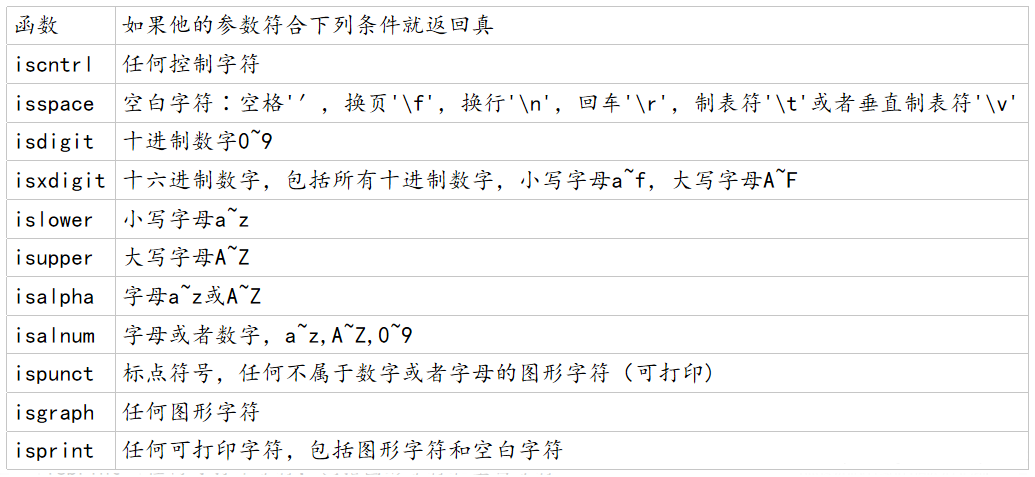 函数 如果他的参数符合下列条件就返回真
iscntrl 任何控制字符
isspace 空白字符：空格'′，换页'\f'，换行'\n'，回车'\r'，制表符'\t'或者垂直制表符'\v'
isdigit 十进制数字0~9
isxdigit 十六进制数字，包括所有十进制数字，小写字母a~f，大写字母A~F
islower 小写字母a~z
isupper 大写字母A~Z
isalpha 字母a~z或A~Z
isalnum 字母或者数字，a~z,A~Z,0~9
ispunct 标点符号，任何不属于数字或者字母的图形字符（可打印）
isgraph 任何图形字符
isprint 任何可打印字符，包括图形字符和空白字符